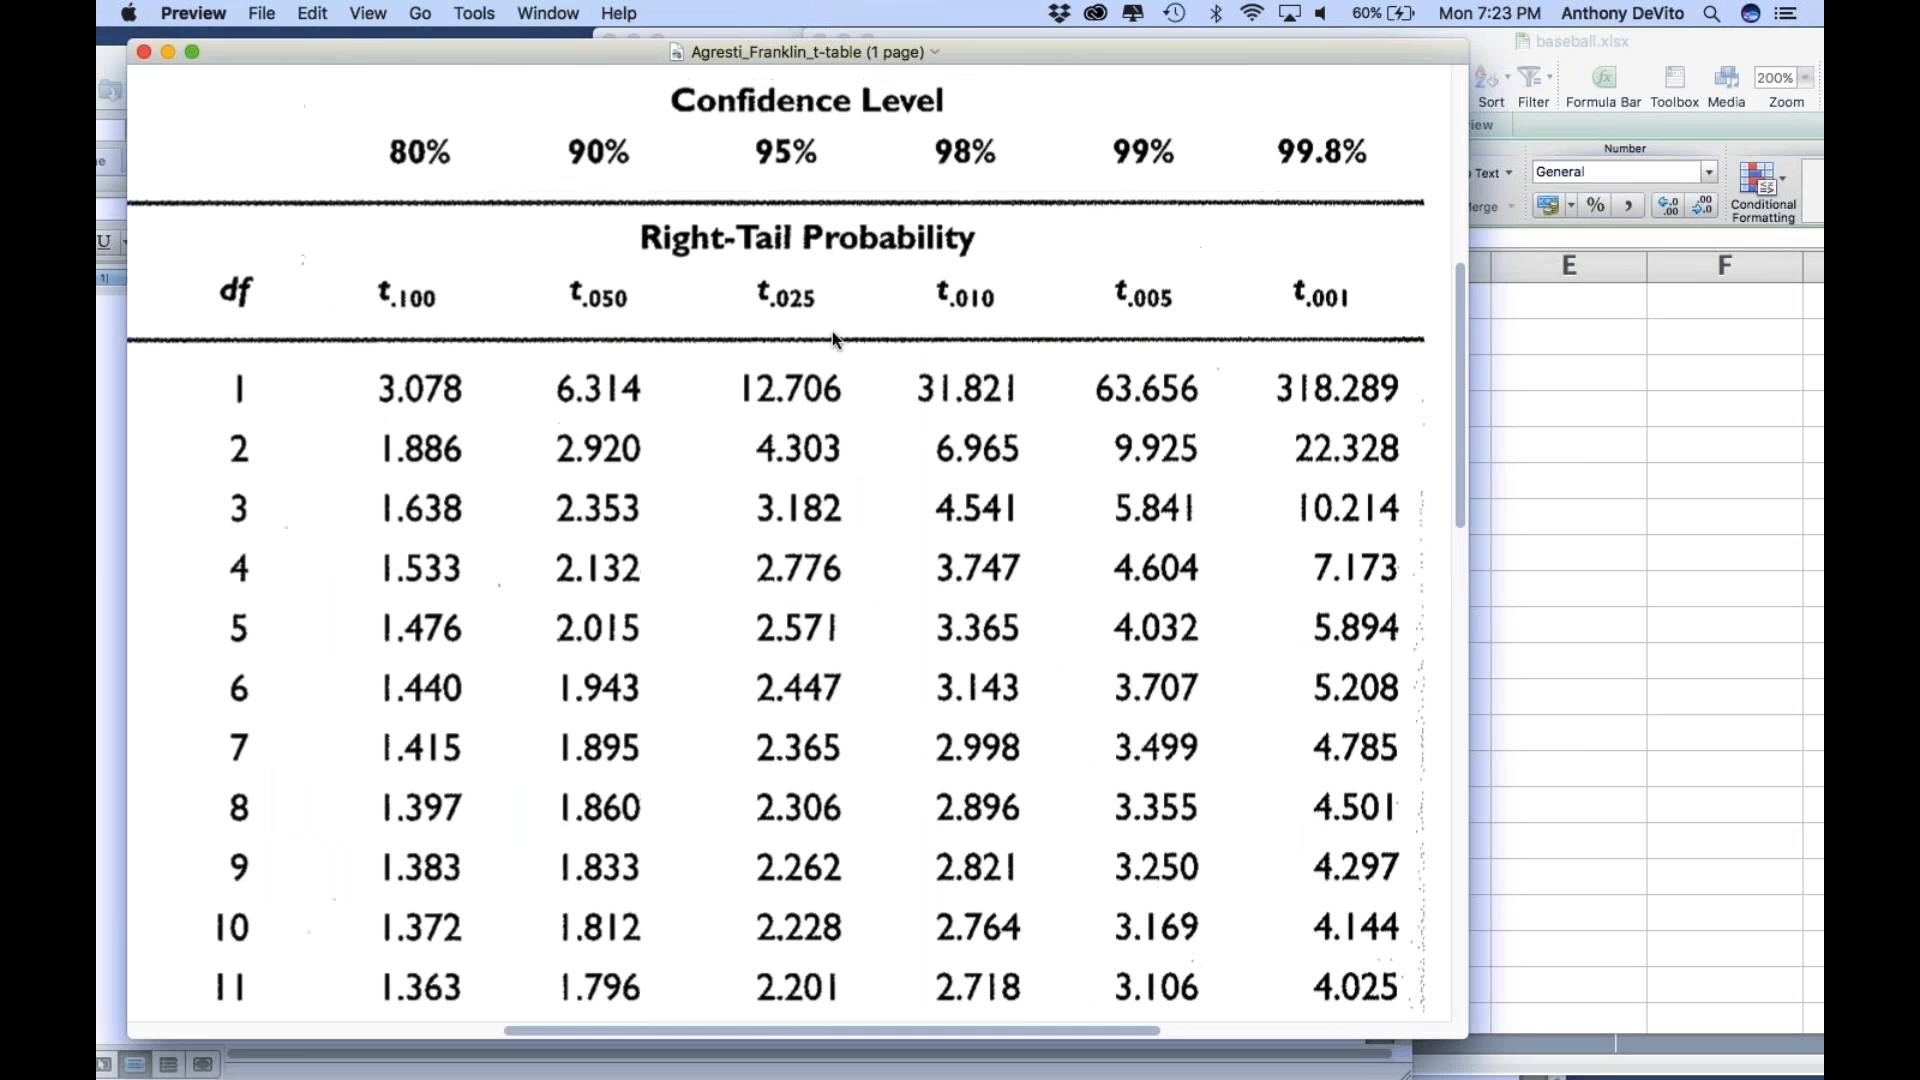 Preview File Edit View Go Tools Window Help 60% Mon 7:23 PM Anthony DeVito
Agresti_Franklin_t-table (1 page)
baseball.xlsx
200%
Sort Filter Formula Bar Toolbox Media Zoom
Number
Text General
% ,
Conditional
Formatting
U
E F
Confidence Level
80% 90% 95% 98% 99% 99.8%
Right-Tail Probability
df t.100 t.050 t.025 t.010 t.005 t.001
1 3.078 6.314 12.706 31.821 63.656 318.289
2 1.886 2.920 4.303 6.965 9.925 22.328
3 1.638 2.353 3.182 4.541 5.841 10.214
4 1.533 2.132 2.776 3.747 4.604 7.173
5 1.476 2.015 2.571 3.365 4.032 5.894
6 1.440 1.943 2.447 3.143 3.707 5.208
7 1.415 1.895 2.365 2.998 3.499 4.785
8 1.397 1.860 2.306 2.896 3.355 4.501
9 1.383 1.833 2.262 2.821 3.250 4.297
10 1.372 1.812 2.228 2.764 3.169 4.144
11 1.363 1.796 2.201 2.718 3.106 4.025